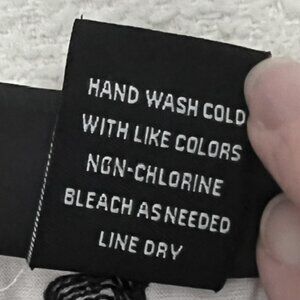 HAND WASH COLD
WITH LIKE COLORS
NON-CHLORINE
BLEACH AS NEEDED
LINE DRY